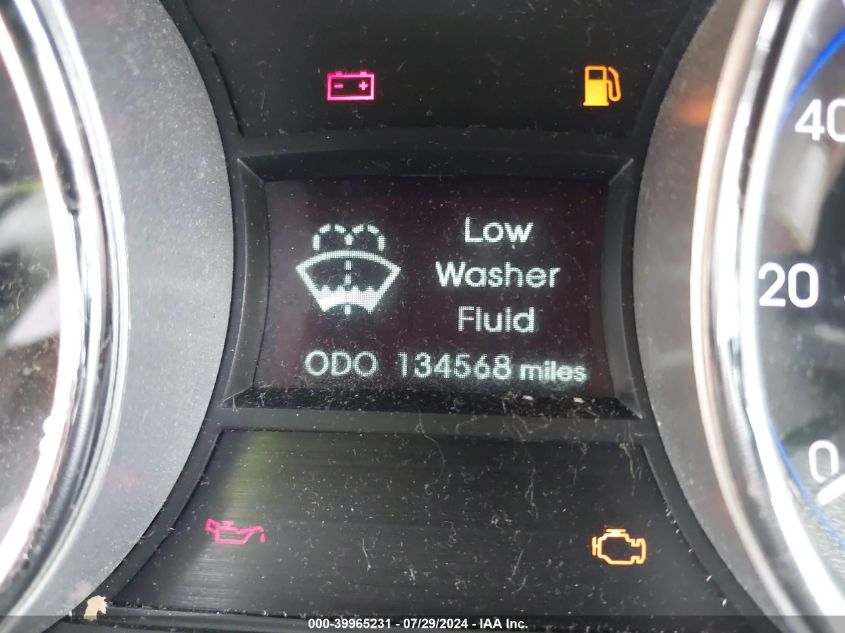 40
Low
Washer
20
Fluid
ODO 134568 miles
0
000-39965231 - 07/29/2024 - IAA Inc.